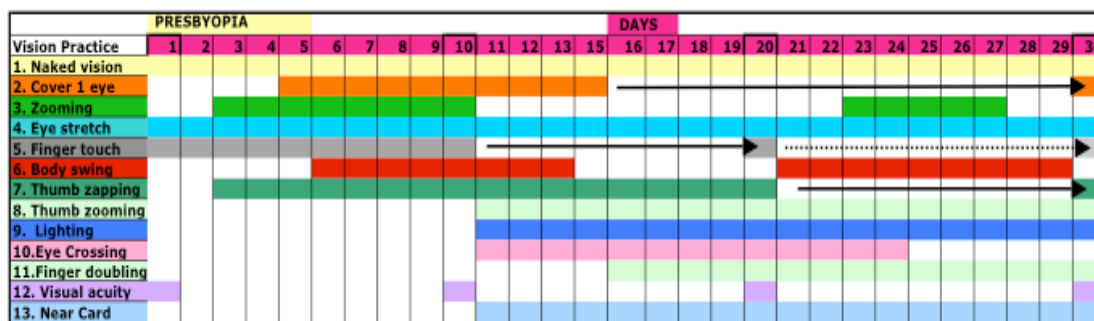 PRESBYOPIA DAYS
Vision Practice 1 2 3 4 5 6 7 8 9 10 11 12 13 15 16 17 18 19 20 21 22 23 24 25 26 27 28 29 3
1. Naked vision
2. Cover 1 eye
3. Zooming
4. Eye stretch
5. Finger touch
6. Body swing
7. Thumb zapping
8. Thumb zooming
9. Lighting
10.Eye Crossing
11.Finger doubling
12. Visual acuity
13. Near Card